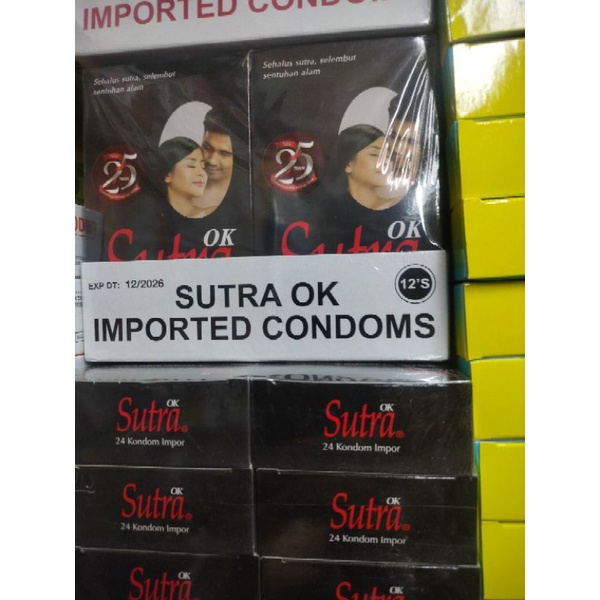 IMPORTED CONDOMS
Sehalus sutra, selembut
sentuhan alam
25
OK
Sutra
Sehalus sutra, selembut
sentuhan alam
25
OK
Sutra
EXP DT: 12/2026
SUTRA OK
IMPORTED CONDOMS
12'S
OK
Sutra®
24 Kondom Impor
OK
Sutra®
24 Kondom Impor
OK
Sutra®
24 Kondom Impor
OK
Sutra®
24 Kondom Impor
OK
Sutra
OK
Sutra